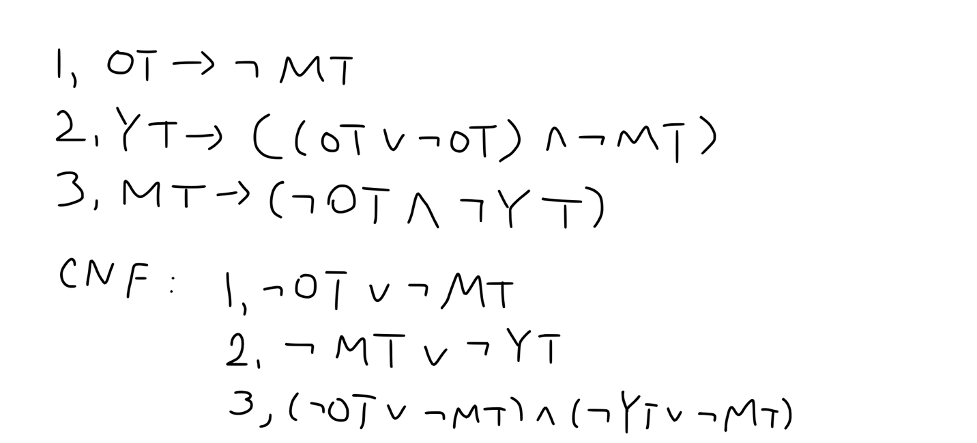 1, OT → ¬ MT
2. YT → ((OT ∨ ¬OT) ∧ ¬MT)
3, MT → (¬OT ∧ ¬YT)
CNF : 1, ¬OT ∨ ¬MT
2. ¬ MT ∨ ¬YT
3, (¬OT ∨ ¬MT) ∧ (¬YT ∨ ¬MT)